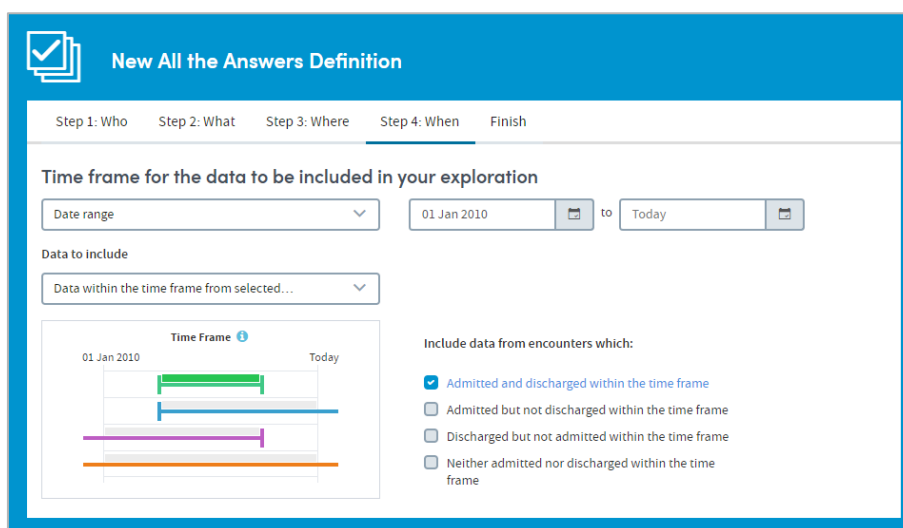 New All the Answers Definition
Step 1: Who Step 2: What Step 3: Where Step 4: When Finish
Time frame for the data to be included in your exploration
Date range 01 Jan 2010 to Today
Data to include
Data within the time frame from selected...
Time Frame
01 Jan 2010 Today
Include data from encounters which:
Admitted and discharged within the time frame
Admitted but not discharged within the time frame
Discharged but not admitted within the time frame
Neither admitted nor discharged within the time
frame